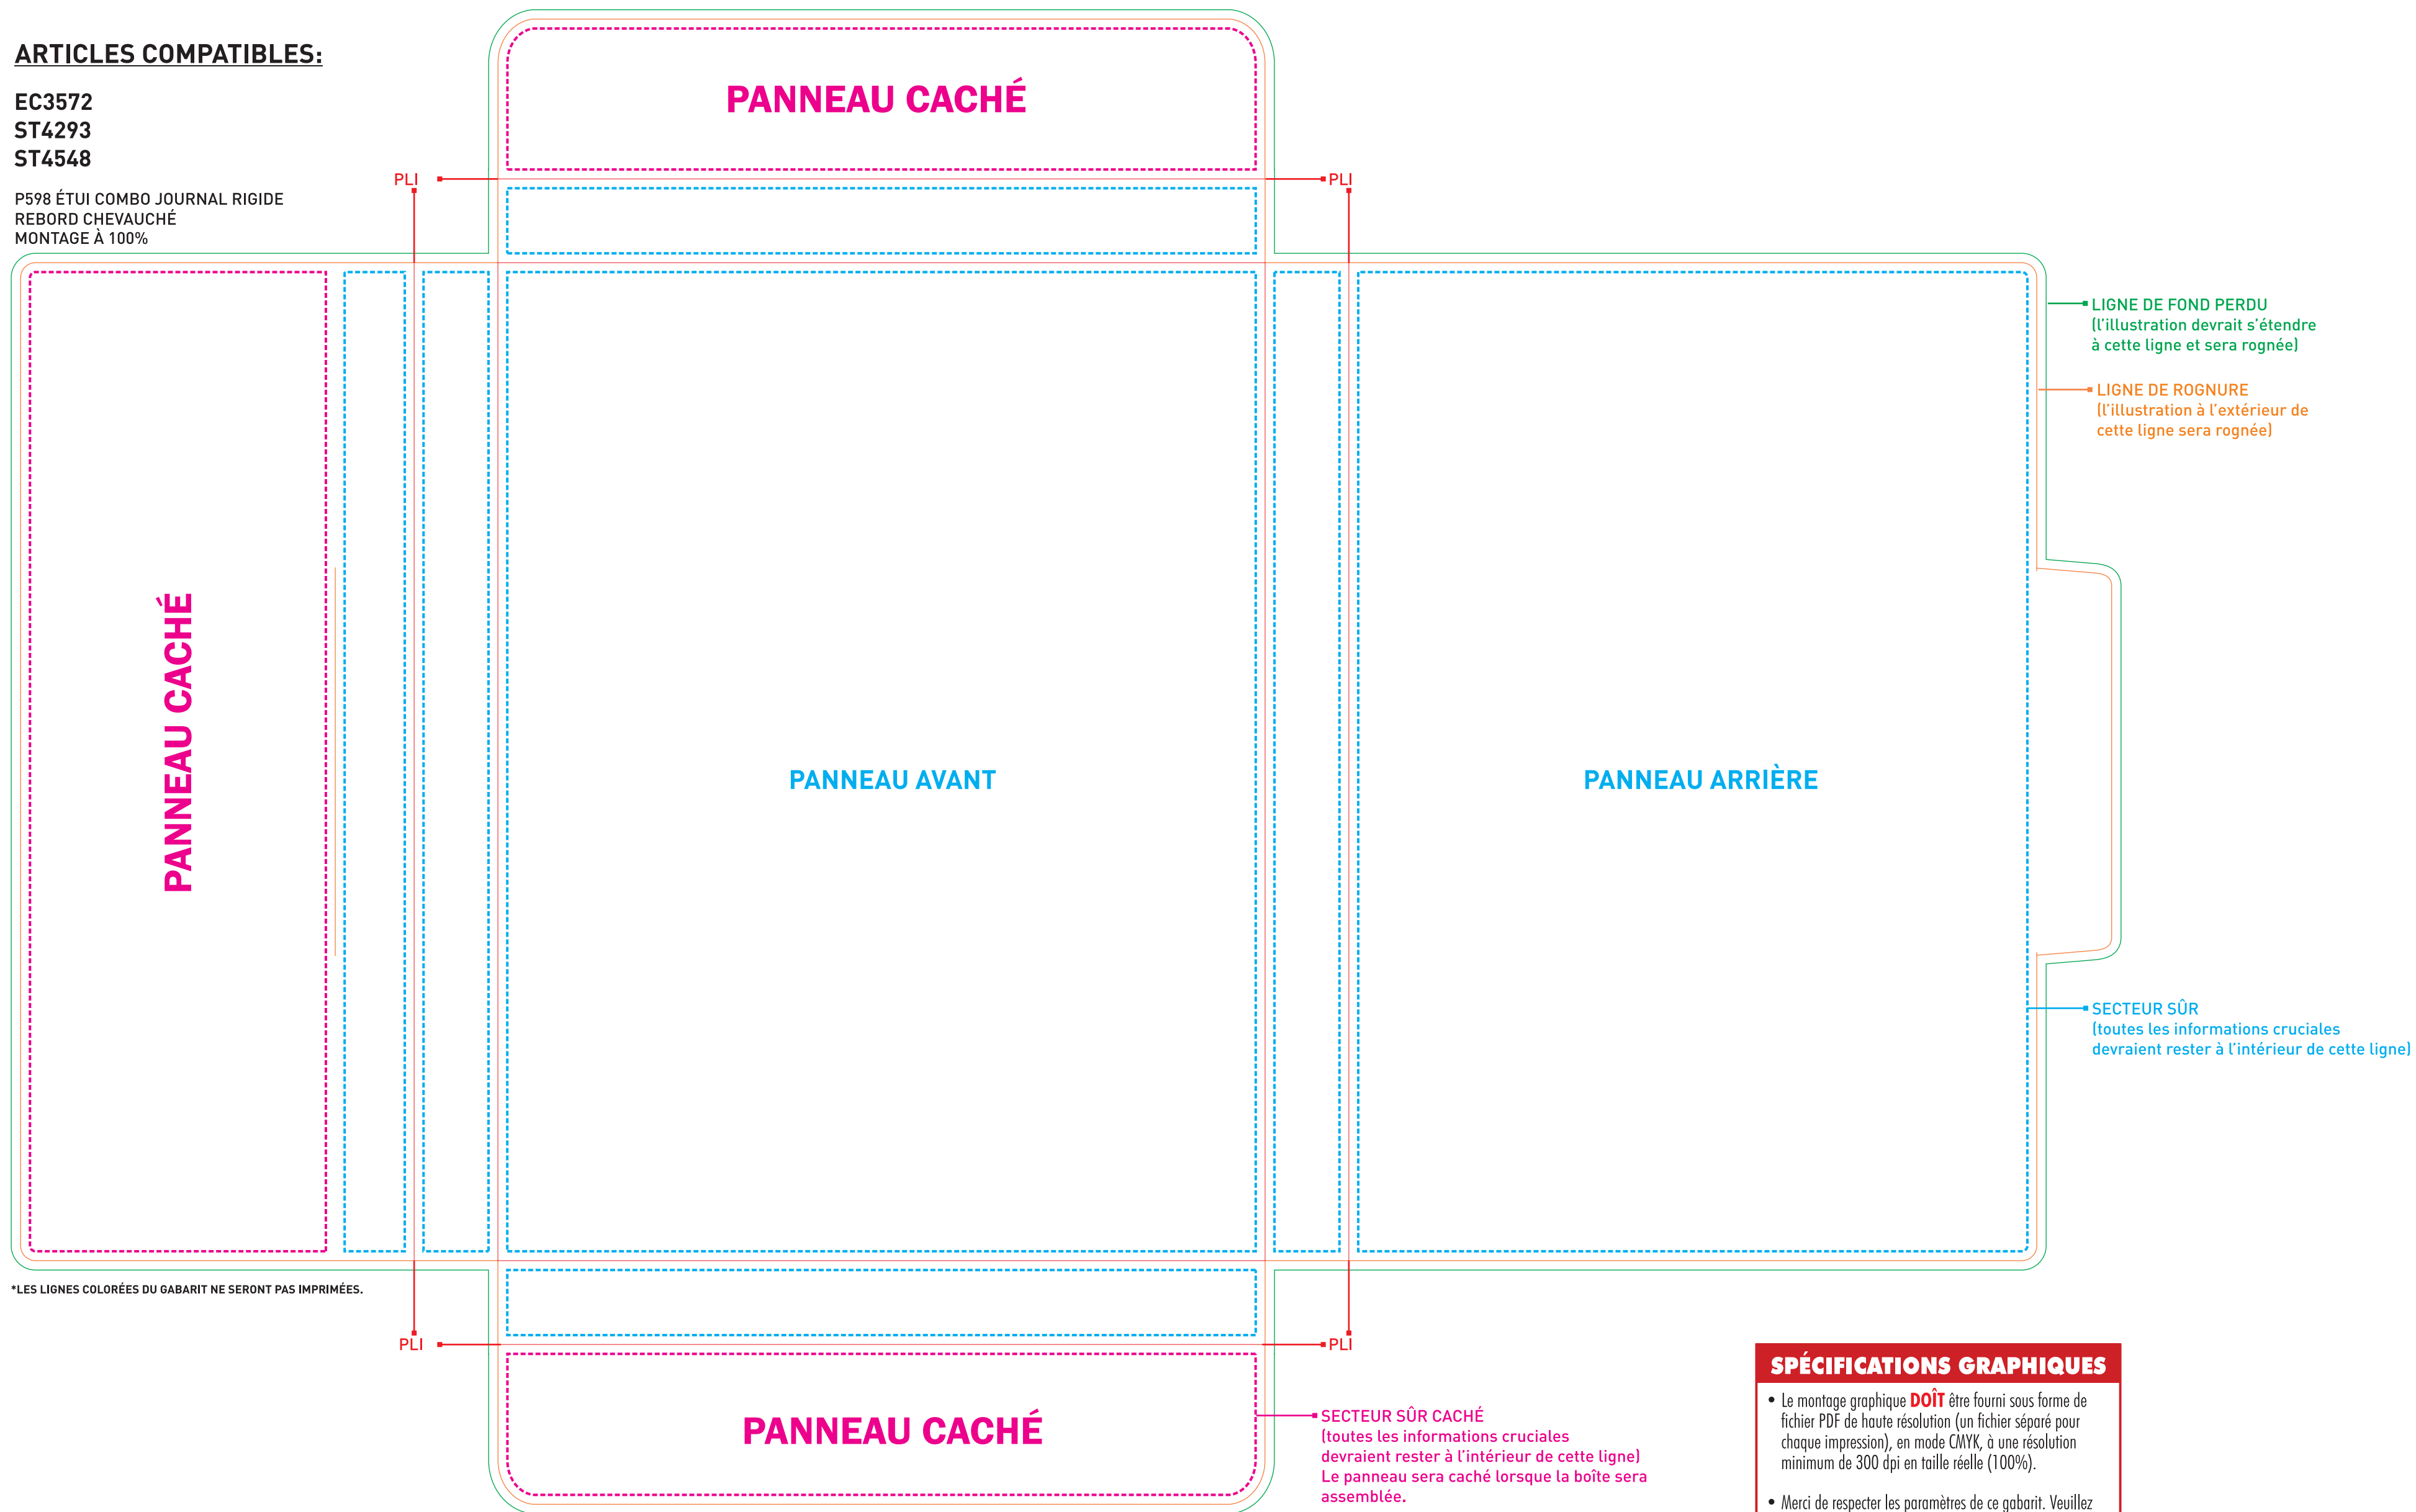 ARTICLES COMPATIBLES:
EC3572
ST4293
ST4548
P598 ÉTUI COMBO JOURNAL RIGIDE
REBORD CHEVAUCHÉ
MONTAGE À 100%
PANNEAU CACHÉ
PLI
PLI
LIGNE DE FOND PERDU
(l'illustration devrait s'étendre
à cette ligne et sera rognée)
LIGNE DE ROGNURE
(l'illustration à l'extérieur de
cette ligne sera rognée)
PANNEAU CACHÉ
PANNEAU AVANT
PANNEAU ARRIÈRE
SECTEUR SÛR
(toutes les informations cruciales
devraient rester à l'intérieur de cette ligne)
*LES LIGNES COLORÉES DU GABARIT NE SERONT PAS IMPRIMÉES.
PLI
PLI
PANNEAU CACHÉ
SECTEUR SÛR CACHÉ
(toutes les informations cruciales
devraient rester à l'intérieur de cette ligne)
Le panneau sera caché lorsque la boîte sera
assemblée.
SPÉCIFICATIONS GRAPHIQUES
• Le montage graphique DOÎT être fourni sous forme de
fichier PDF de haute résolution (un fichier séparé pour
chaque impression), en mode CMYK, à une résolution
minimum de 300 dpi en taille réelle (100%).
• Merci de respecter les paramètres de ce gabarit. Veuillez